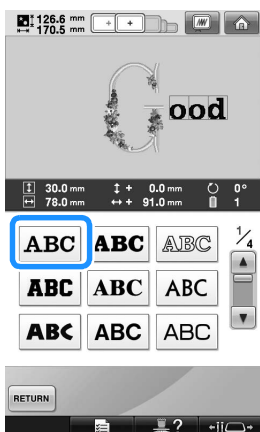 126.6 mm
170.5 mm
Good
30.0 mm + 0.0 mm 0°
78.0 mm + 91.0 mm 1
ABC ABC ABC 1/4
ABC ABC ABC
ABC ABC ABC
RETURN
?